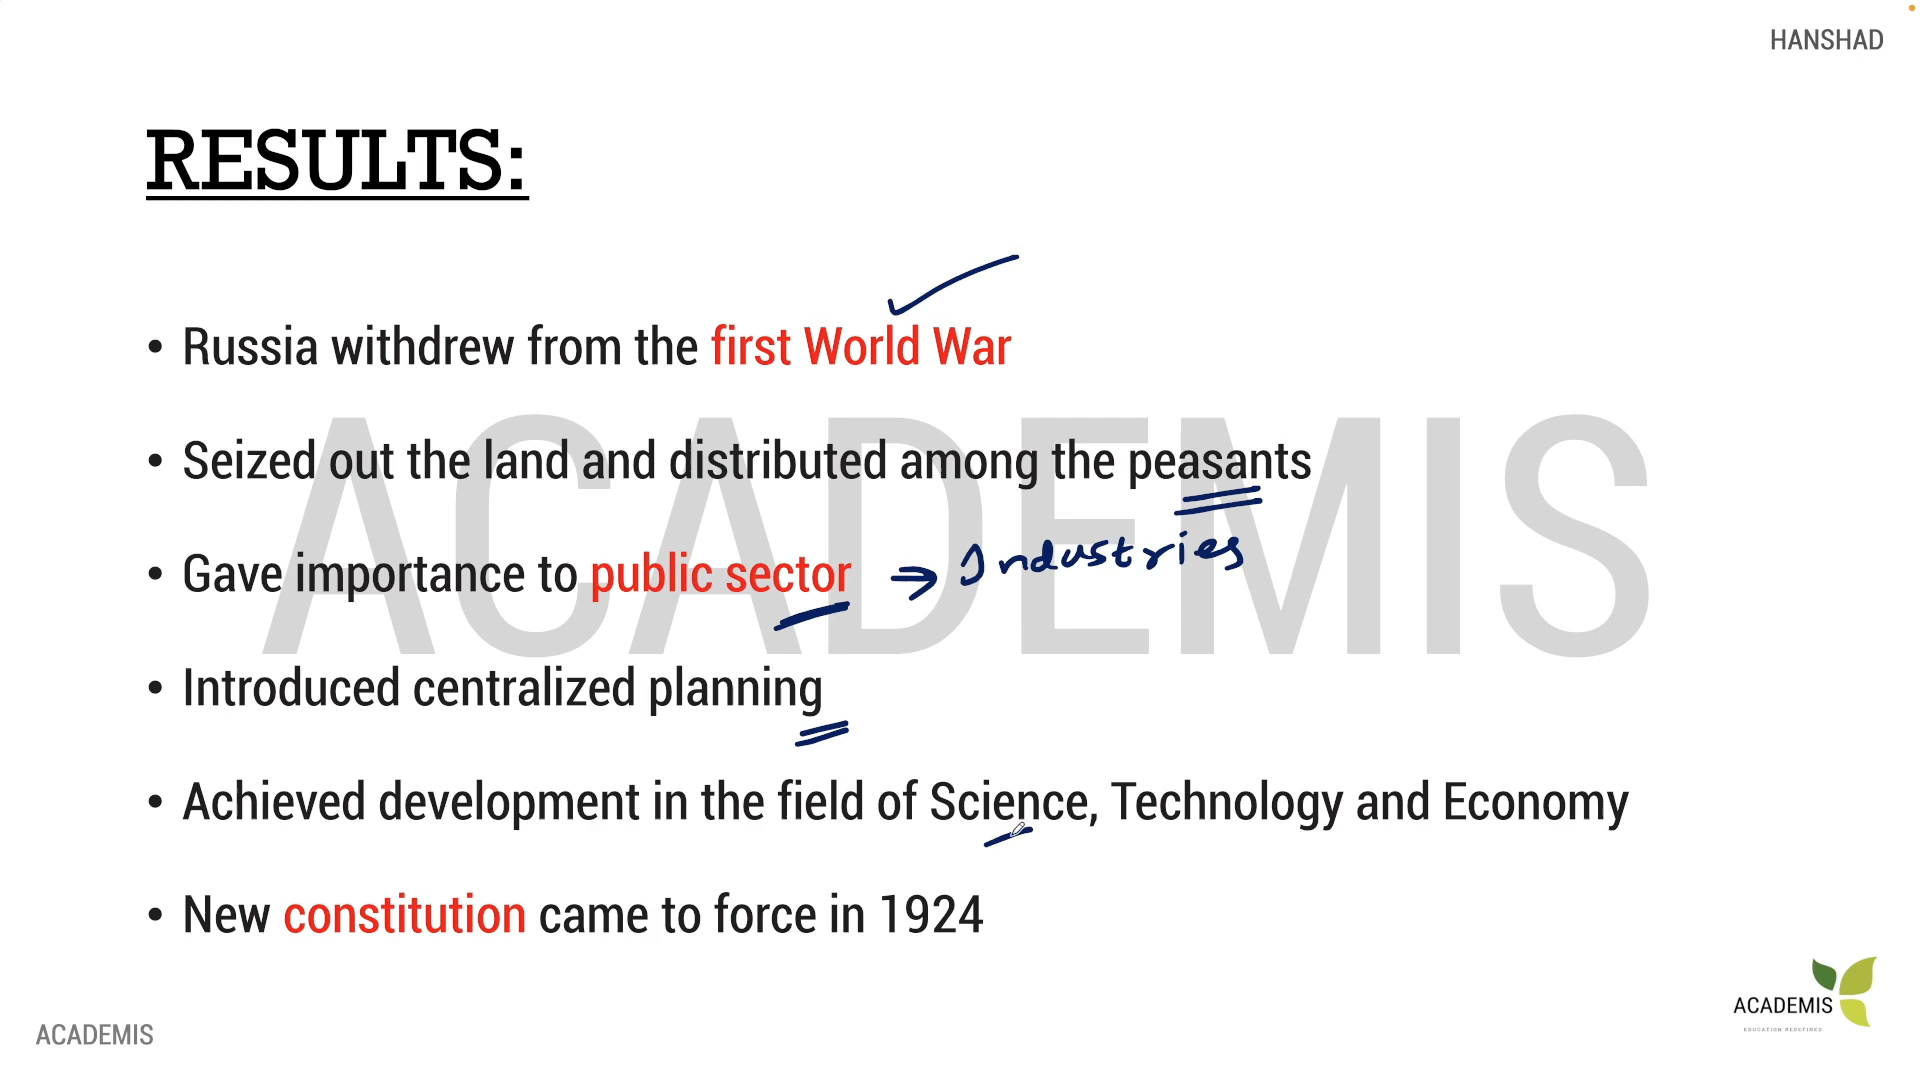 HANSHAD
RESULTS:
• Russia withdrew from the first World War
• Seized out the land and distributed among the peasants
• Gave importance to public sector → Industries
• Introduced centralized planning
• Achieved development in the field of Science, Technology and Economy
• New constitution came to force in 1924
ACADEMIS
ACADEMIS
EDUCATION REDEFINED
ACADEMIS